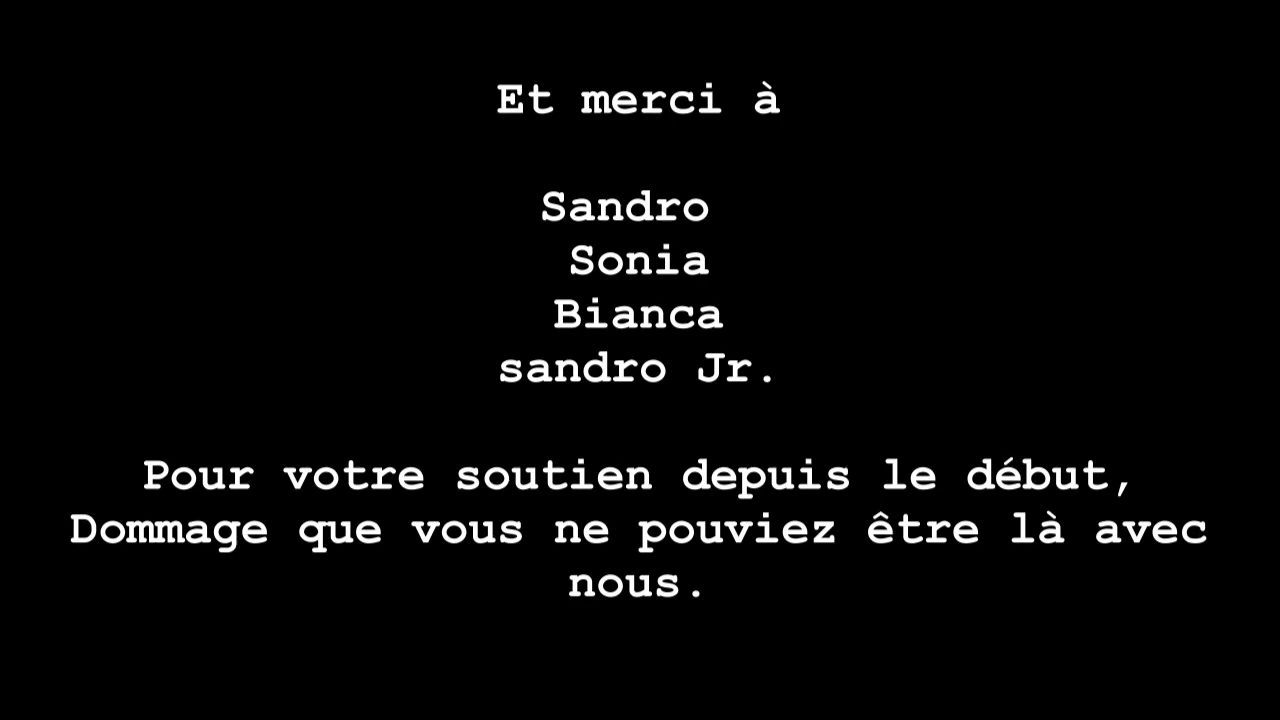 Et merci à
Sandro
Sonia
Bianca
sandro Jr.
Pour votre soutien depuis le début,
Dommage que vous ne pouviez être là avec
nous.